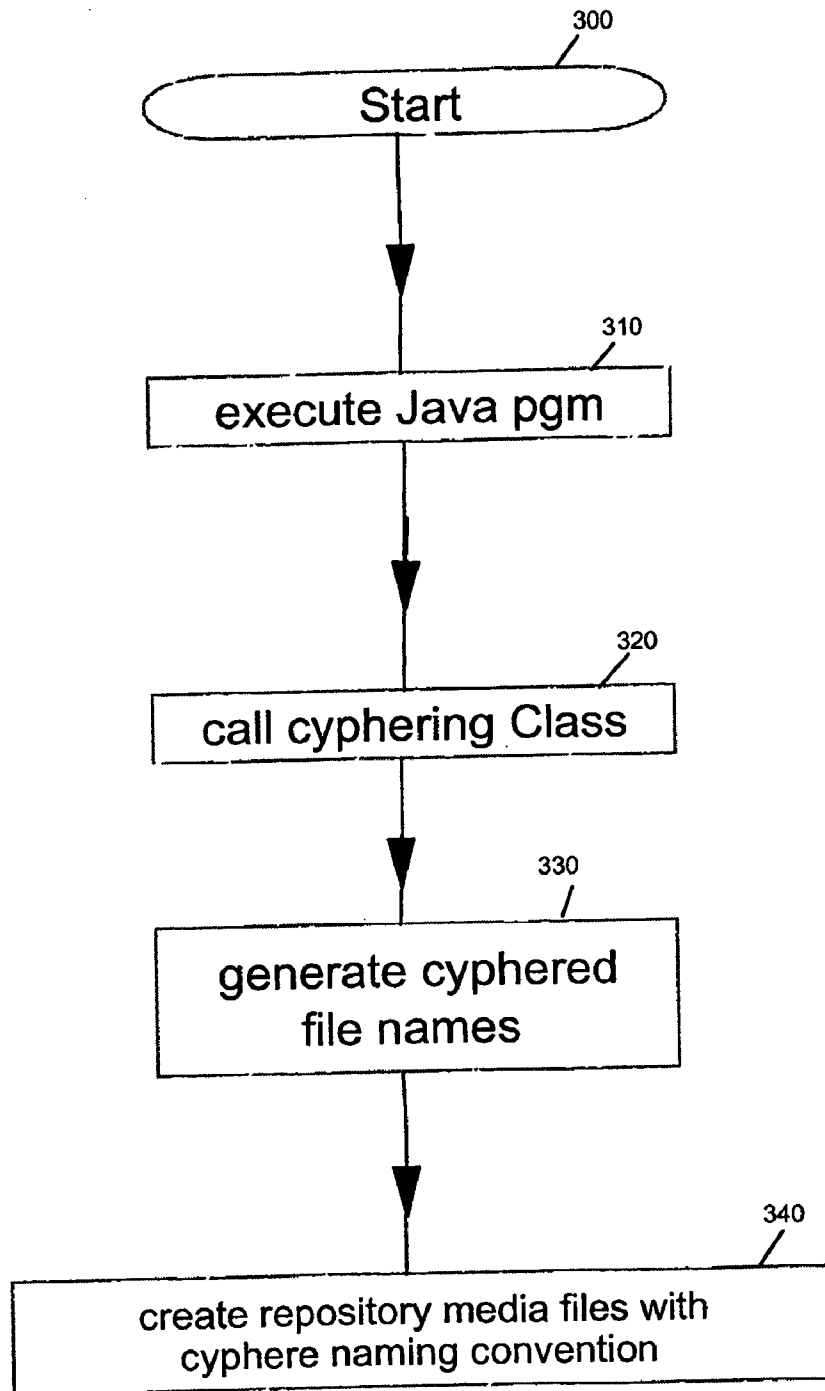 300
Start
310
execute Java pgm
320
call cyphering Class
330
generate cyphered
file names
340
create repository media files with
cyphere naming convention